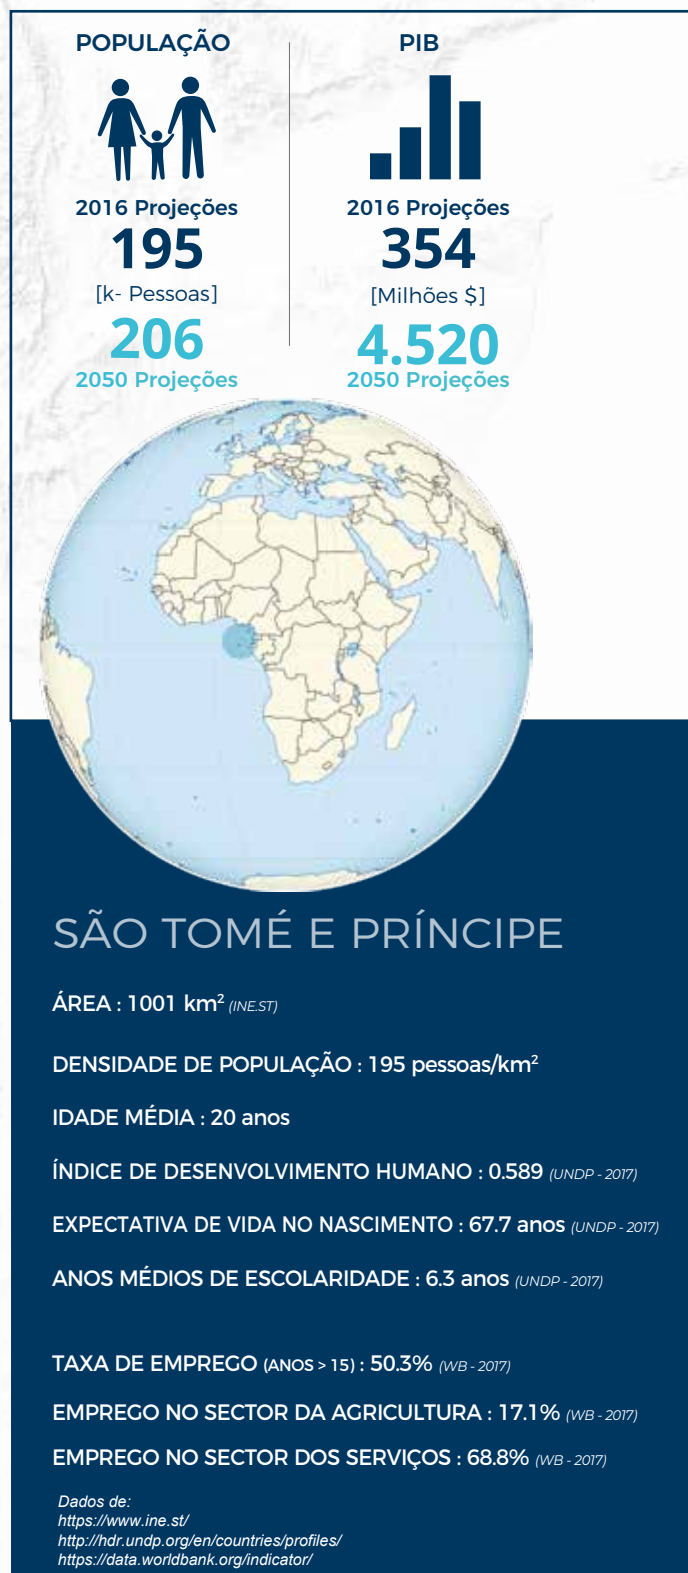 POPULAÇÃO
2016 Projeções
195
[k- Pessoas]
206
2050 Projeções
PIB
2016 Projeções
354
[Milhões $]
4.520
2050 Projeções
SÃO TOMÉ E PRÍNCIPE
ÁREA : 1001 km² (INE.ST)
DENSIDADE DE POPULAÇÃO : 195 pessoas/km²
IDADE MÉDIA : 20 anos
ÍNDICE DE DESENVOLVIMENTO HUMANO : 0.589 (UNDP - 2017)
EXPECTATIVA DE VIDA NO NASCIMENTO : 67.7 anos (UNDP - 2017)
ANOS MÉDIOS DE ESCOLARIDADE : 6.3 anos (UNDP - 2017)
TAXA DE EMPREGO (ANOS > 15) : 50.3% (WB - 2017)
EMPREGO NO SECTOR DA AGRICULTURA : 17.1% (WB - 2017)
EMPREGO NO SECTOR DOS SERVIÇOS : 68.8% (WB - 2017)
Dados de:
https://www.ine.st/
http://hdr.undp.org/en/countries/profiles/
https://data.worldbank.org/indicator/